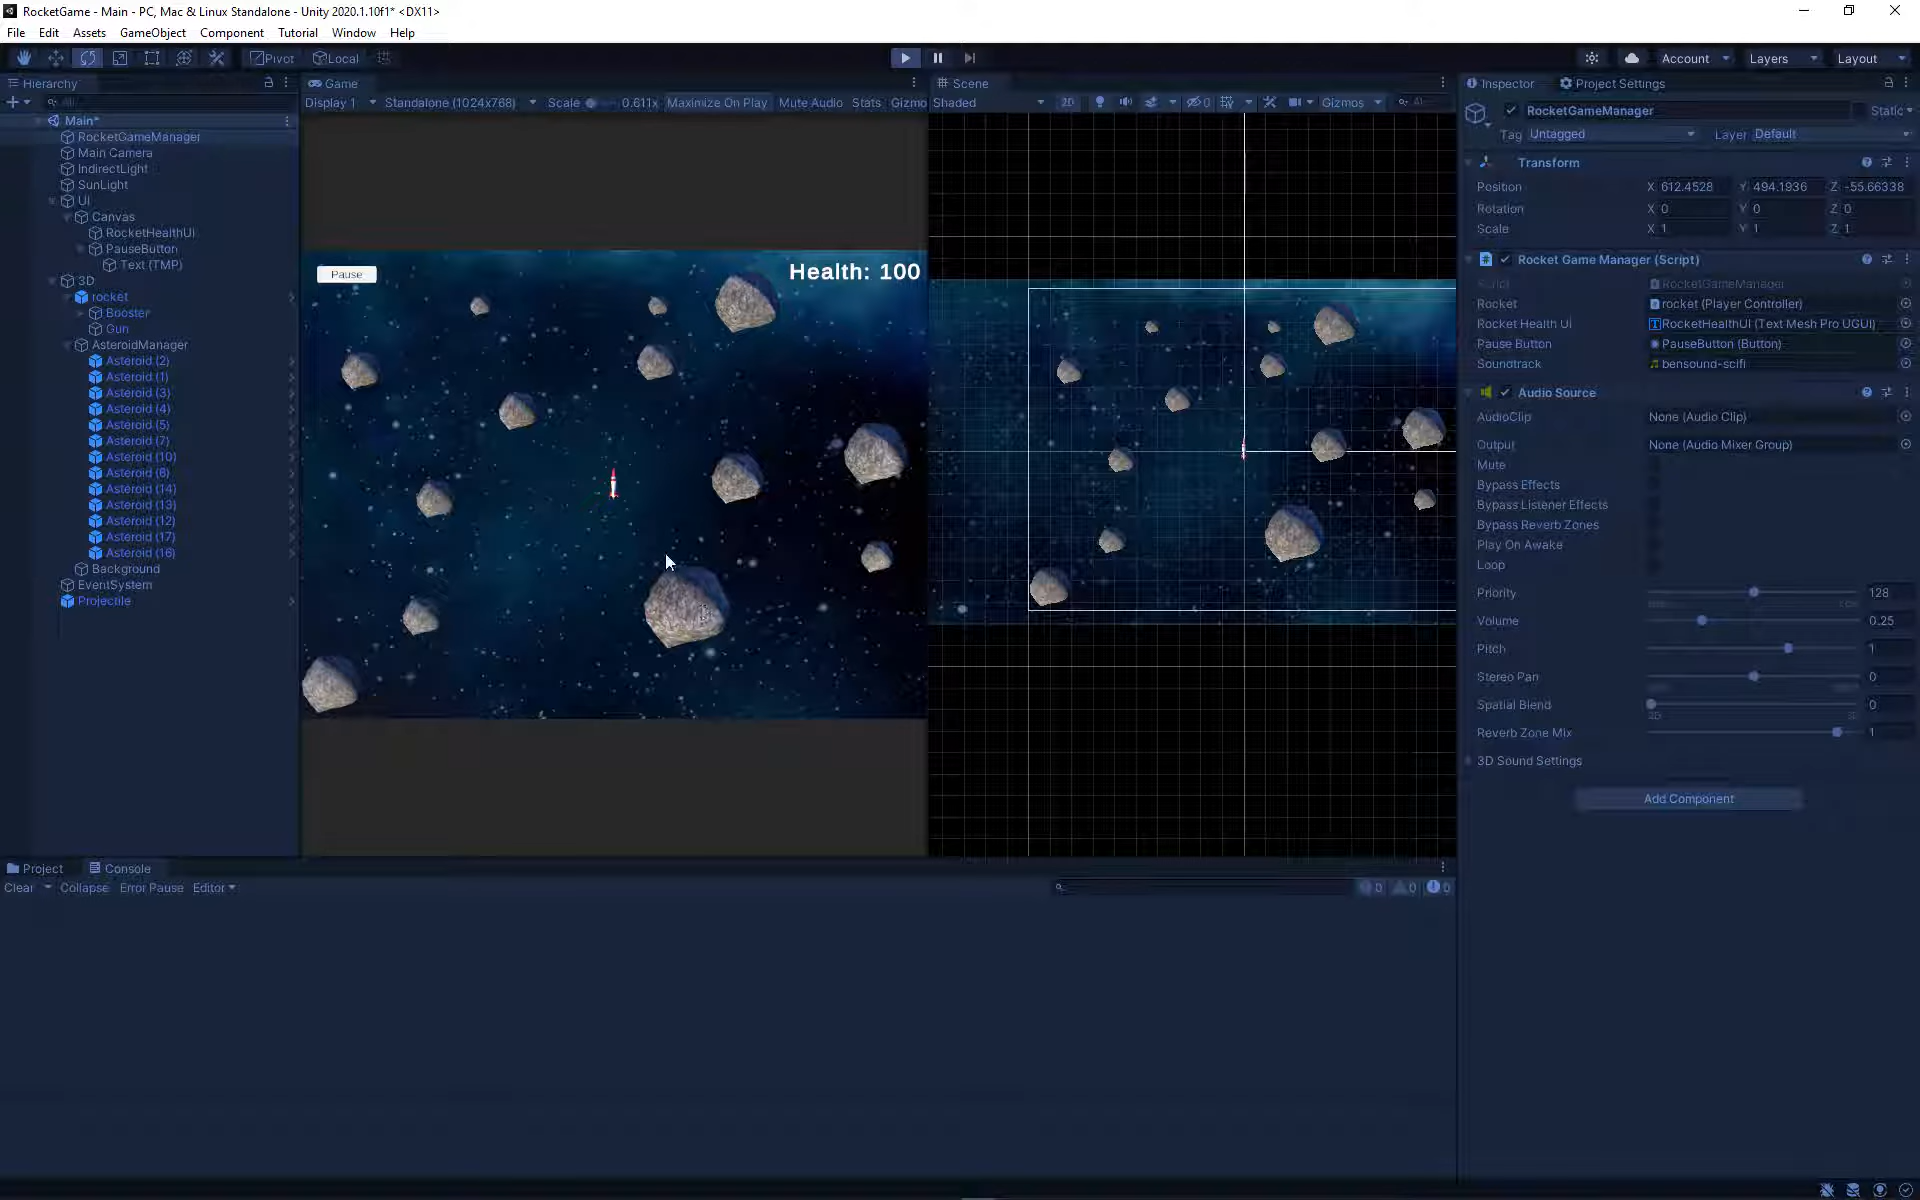 RocketGame - Main - PC, Mac & Linux Standalone - Unity 2020.1.10f1* <DX11>
File Edit Assets GameObject Component Tutorial Window Help
Pivot Local Account Layers Layout
Hierarchy
All
Main*
RocketGameManager
Main Camera
IndirectLight
SunLight
UI
Canvas
RocketHealthUI
PauseButton
Text (TMP)
3D
rocket
Booster
Gun
AsteroidManager
Asteroid (2)
Asteroid (1)
Asteroid (3)
Asteroid (4)
Asteroid (5)
Asteroid (7)
Asteroid (10)
Asteroid (14)
Asteroid (13)
Asteroid (12)
Asteroid (17)
Asteroid (16)
Background
EventSystem
Projectile
Game
Display 1 Standalone (1024x768) Scale 0.611x Maximize On Play Mute Audio Stats Gizmo
Pause
Health: 100
Scene
Shaded 2D 0 Gizmos All
Inspector Project Settings
RocketGameManager Static
Tag Untagged Layer Default
Transform
Position X 612.4528 Y 494.1936 Z -55.66338
Rotation X 0 Y 0 Z 0
Scale X 1 Y 1 Z 1
Rocket Game Manager (Script)
Script RocketGameManager
Rocket rocket (Player Controller)
Rocket Health UI RocketHealthUI (Text Mesh Pro UGUI)
Pause Button PauseButton (Button)
Soundtrack bensound-scifi
Audio Source
AudioClip None (Audio Clip)
Output None (Audio Mixer Group)
Mute
Bypass Effects
Bypass Listener Effects
Bypass Reverb Zones
Play On Awake
Loop
Priority 128
Volume 0.25
Pitch 1
Stereo Pan 0
Spatial Blend 0
2D 3D
Reverb Zone Mix 1
3D Sound Settings
Add Component
Project Console
Clear Collapse Error Pause Editor 0 0 0